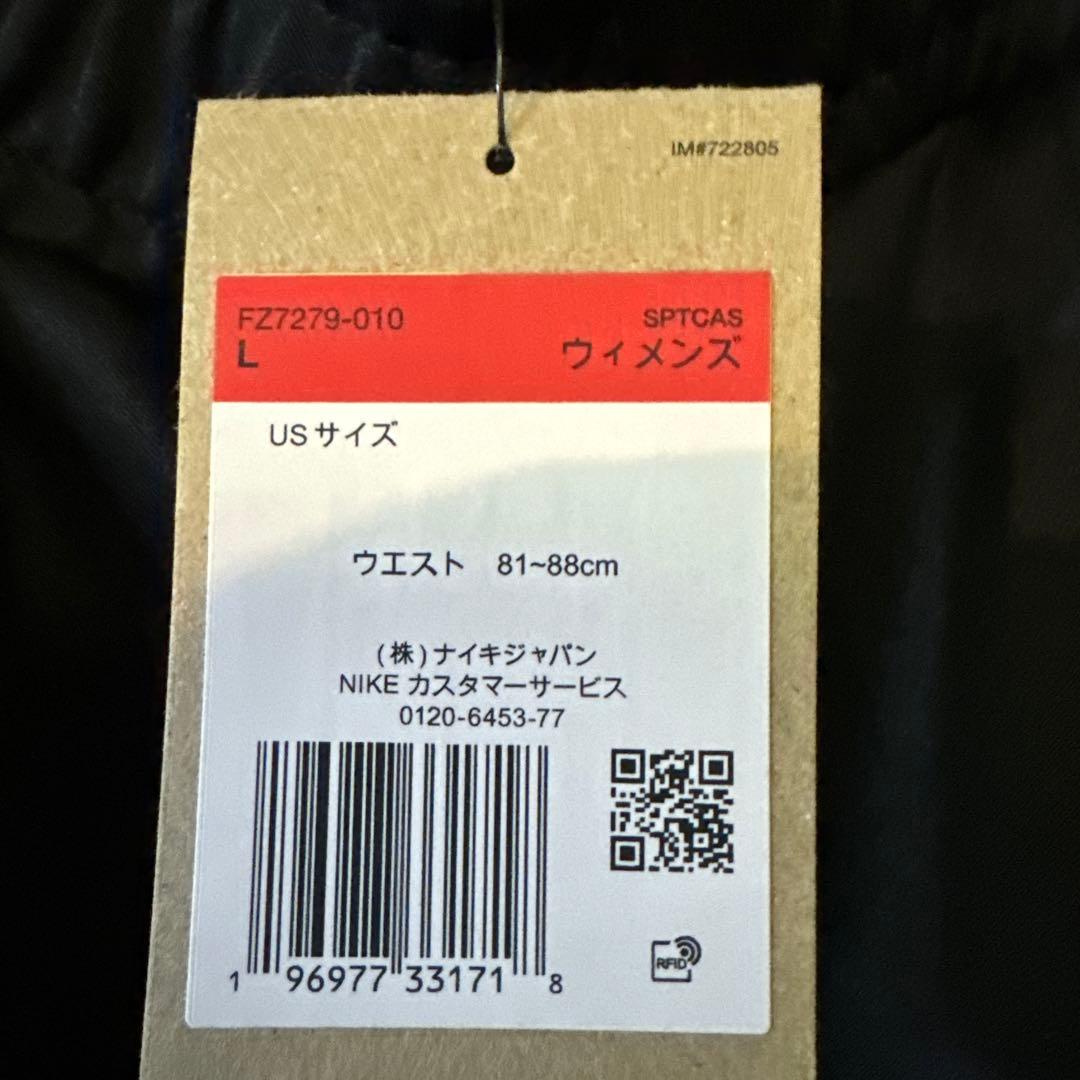 IM#722805
FZ7279-010
SPTCAS
L
ウィメンズ
USサイズ
ウエスト 81~88cm
(株)ナイキジャパン
NIKE カスタマーサービス
0120-6453-77
1 96977 33171 8
RFID